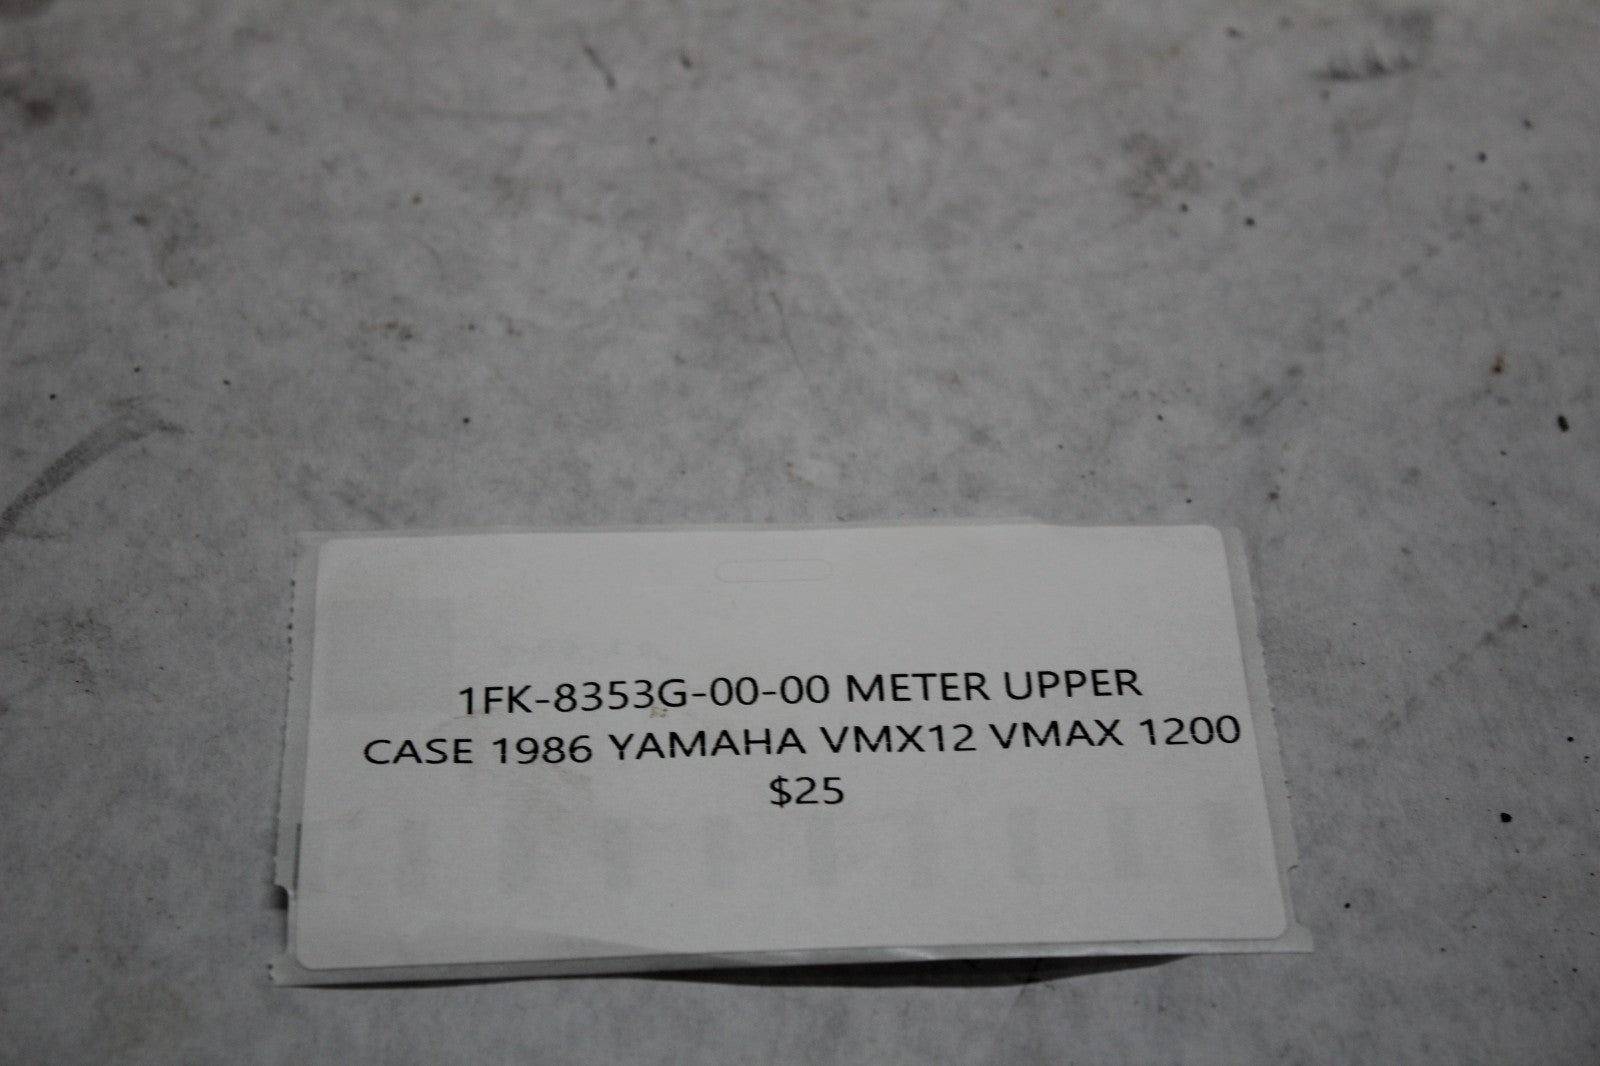 1FK-8353G-00-00 METER UPPER
CASE 1986 YAMAHA VMX12 VMAX 1200
$25